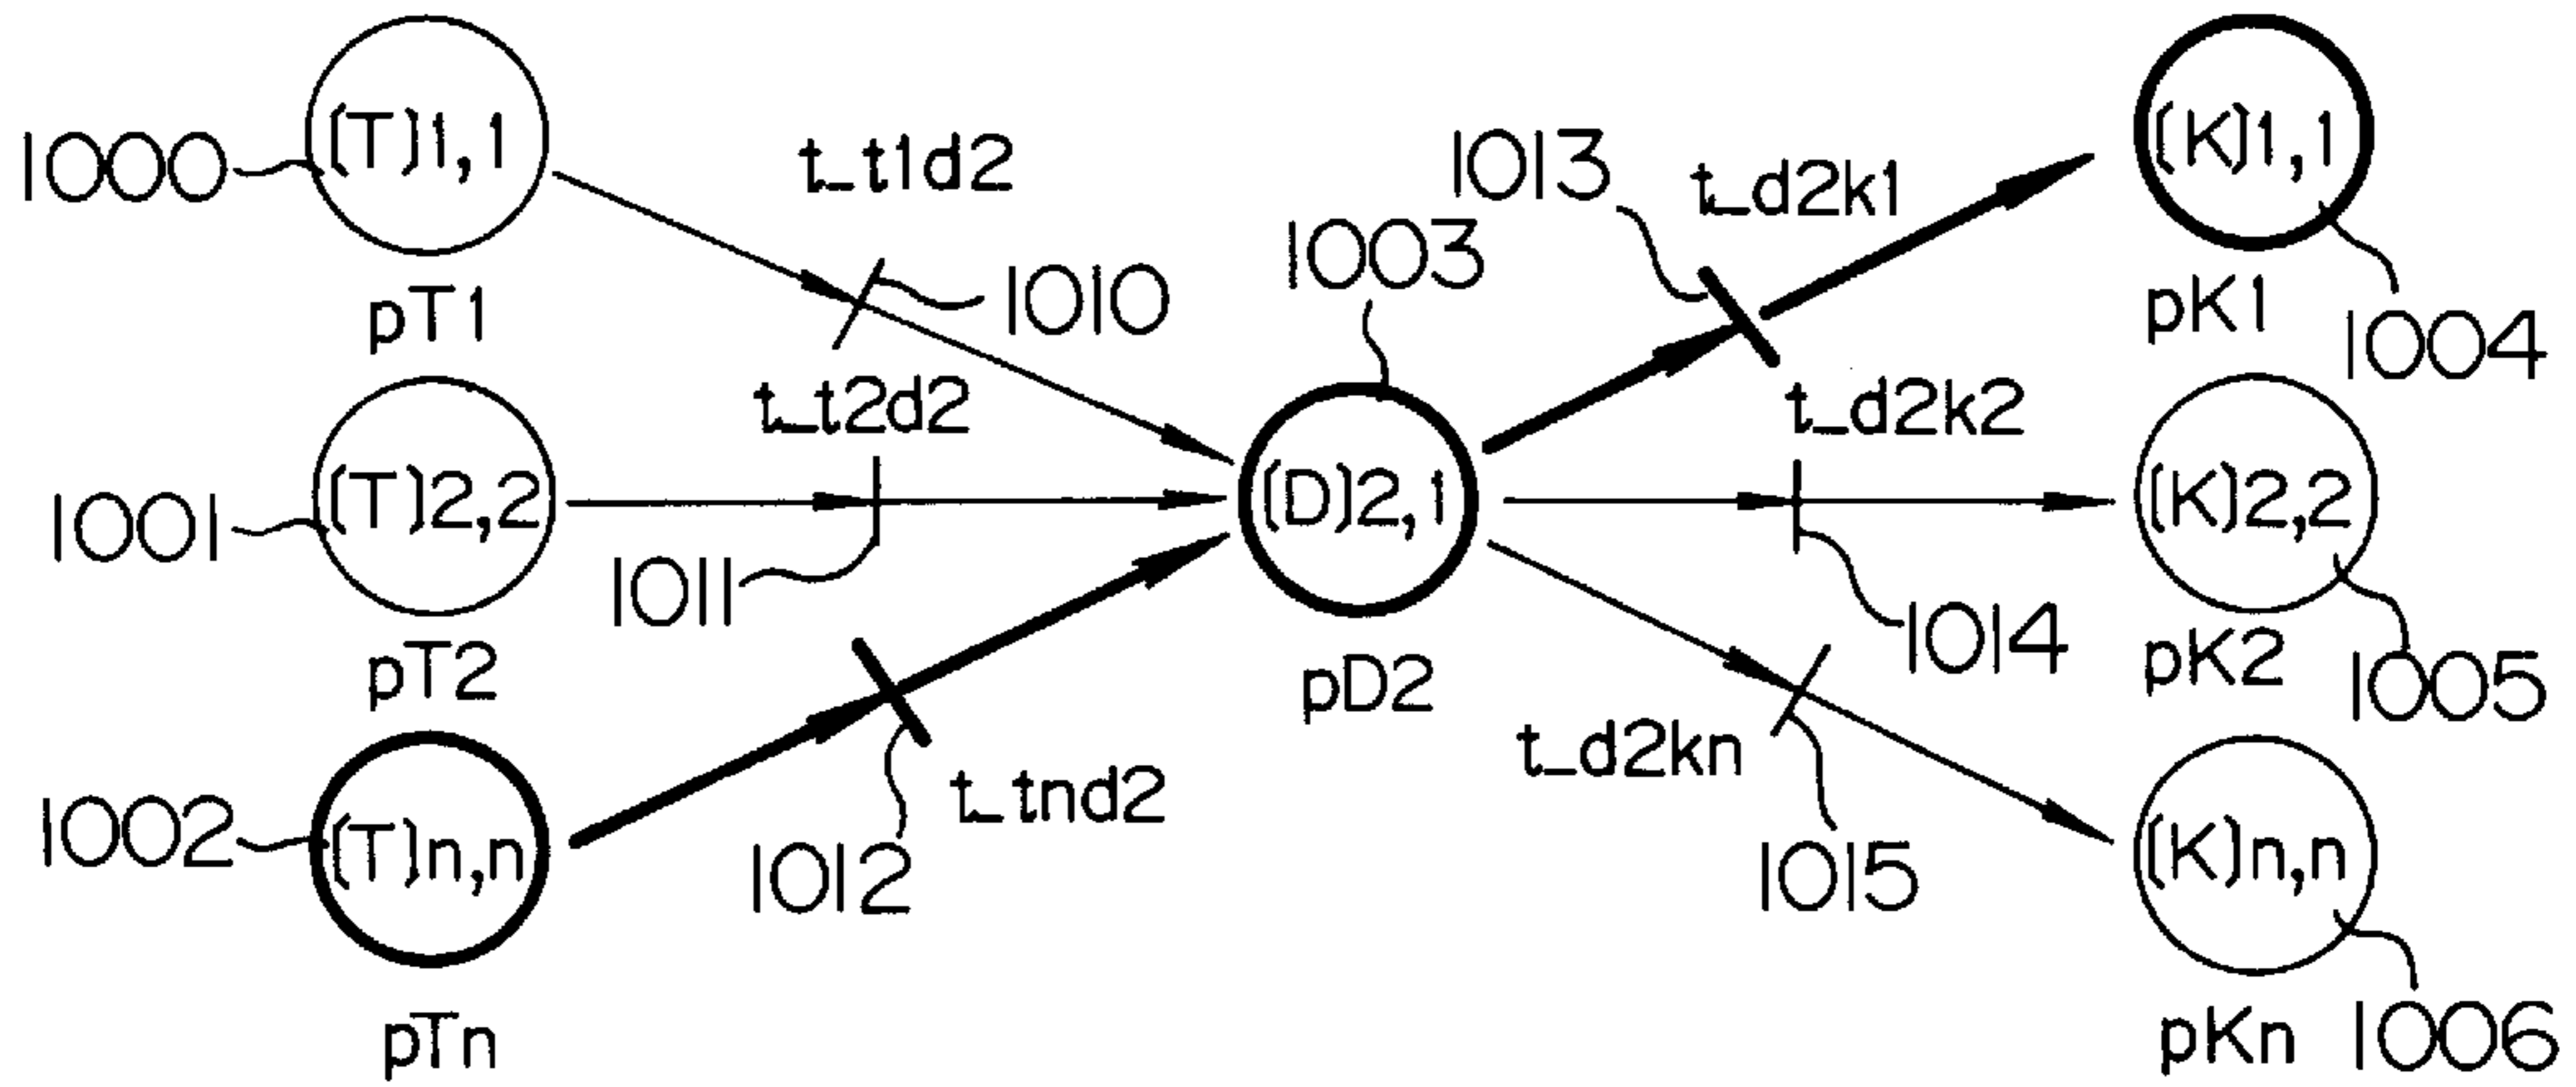 1000
(T)1,1
pT1
t_t1d2
1010
1013
t_d2k1
(K)1,1
pK1
1004
1003
1001
(T)2,2
pT2
t_t2d2
1011
(D)2,1
pD2
t_d2k2
1014
(K)2,2
pK2
1005
1002
(T)n,n
pTn
t_tnd2
1012
t_d2kn
1015
(K)n,n
pKn
1006